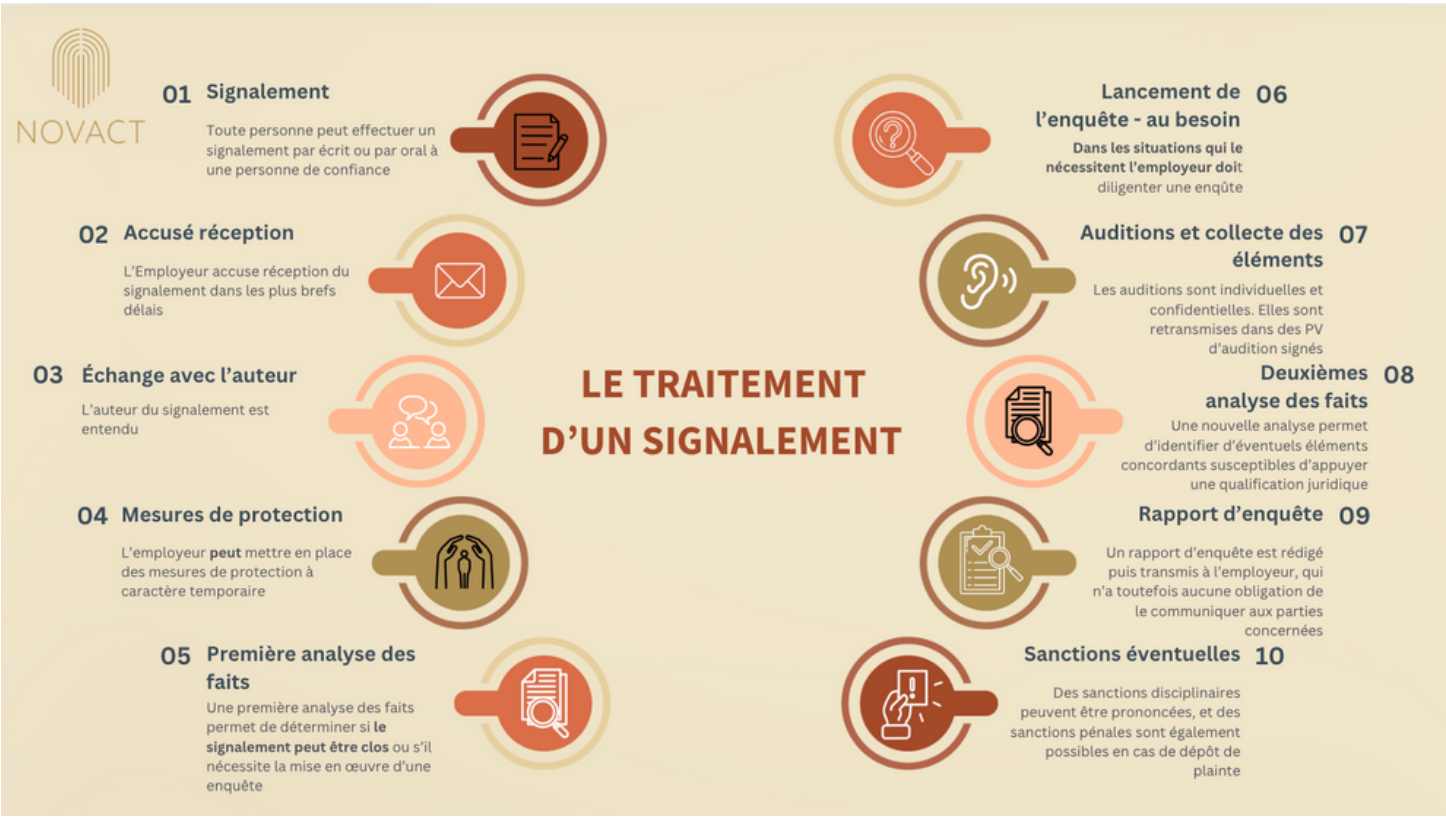 NOVACT
01 Signalement
Toute personne peut effectuer un
signalement par écrit ou par oral à
une personne de confiance
02 Accusé réception
L'Employeur accuse réception du
signalement dans les plus brefs
délais
03 Échange avec l'auteur
L'auteur du signalement est
entendu
04 Mesures de protection
L'employeur peut mettre en place
des mesures de protection à
caractère temporaire
05 Première analyse des
faits
Une première analyse des faits
permet de déterminer si le
signalement peut être clos ou s'il
nécessite la mise en œuvre d'une
enquête
LE TRAITEMENT
D'UN SIGNALEMENT
Lancement de 06
l'enquête - au besoin
Dans les situations qui le
nécessitent l'employeur doit
diligenter une enqûte
Auditions et collecte des 07
éléments
Les auditions sont individuelles et
confidentielles. Elles sont
retransmises dans des PV
d'audition signés
Deuxièmes 08
analyse des faits
Une nouvelle analyse permet
d'identifier d'éventuels éléments
concordants susceptibles d'appuyer
une qualification juridique
Rapport d'enquête 09
Un rapport d'enquête est rédigé
puis transmis à l'employeur, qui
n'a toutefois aucune obligation de
le communiquer aux parties
concernées
Sanctions éventuelles 10
Des sanctions disciplinaires
peuvent être prononcées, et des
sanctions pénales sont également
possibles en cas de dépôt de
plainte